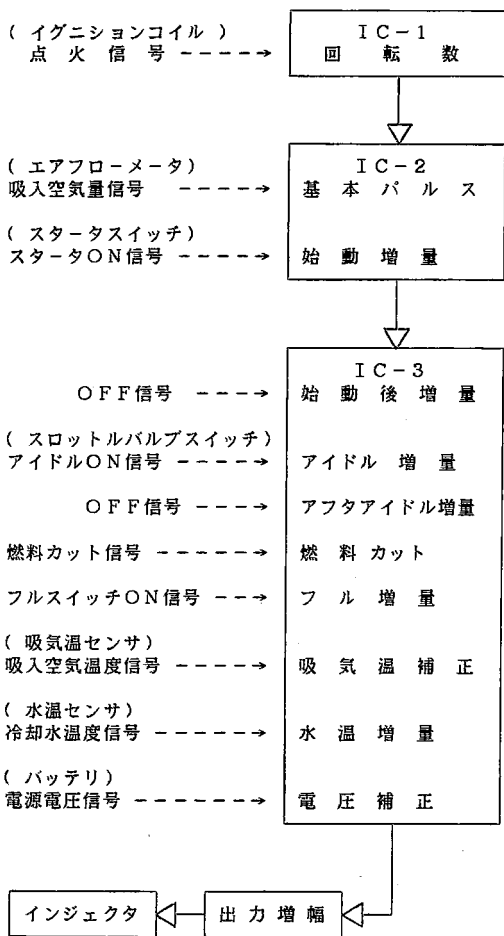 (イグニションコイル)
点火信号
IC-1
回転数
(エアフローメータ)
吸入空気量信号
IC-2
基本パルス
(スタータスイッチ)
スタータON信号
始動増量
IC-3
OFF信号
始動後増量
(スロットルバルブスイッチ)
アイドルON信号
アイドル増量
OFF信号
アフタアイドル増量
燃料カット信号
燃料カット
フルスイッチON信号
フル増量
(吸気温センサ)
吸入空気温度信号
吸気温補正
(水温センサ)
冷却水温度信号
水温増量
(バッテリ)
電源電圧信号
電圧補正
インジェクタ
出力増幅